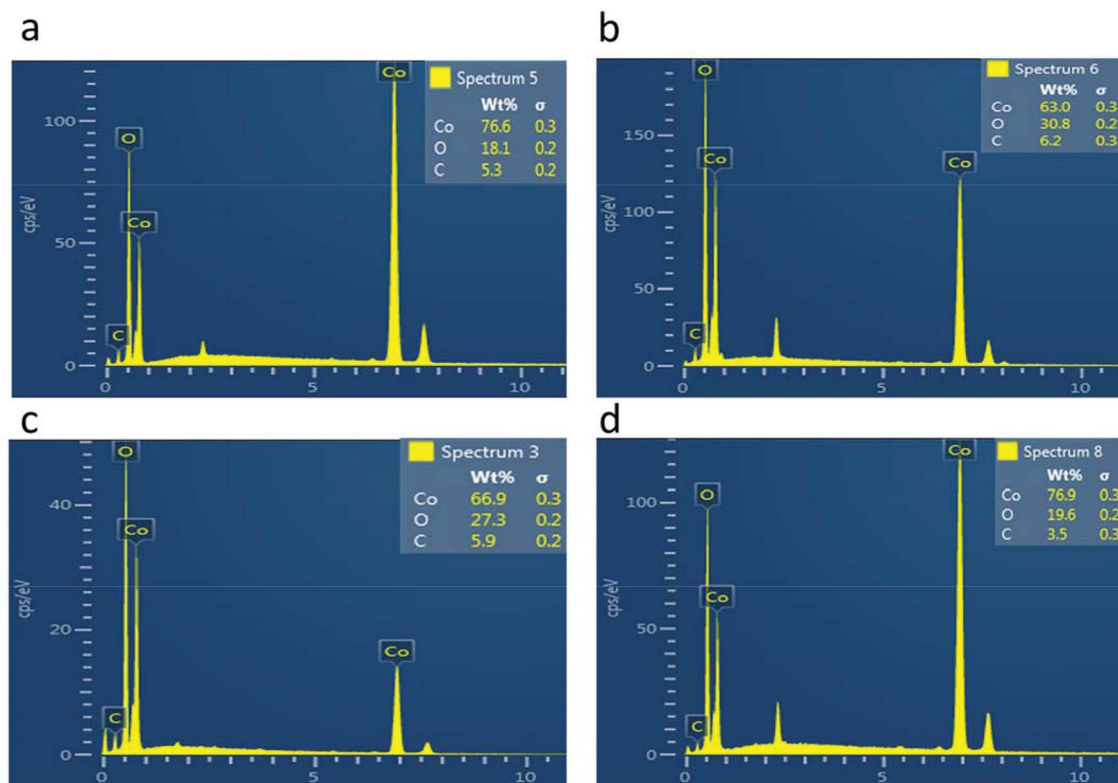 a
Spectrum 5
Wt% σ
Co 76.6 0.3
O 18.1 0.2
C 5.3 0.2
Co
O
Co
C
cps/eV
100
50
0
0 5 10
b
Spectrum 6
Wt% σ
Co 63.0 0.3
O 30.8 0.2
C 6.2 0.3
O
Co
Co
C
cps/eV
150
100
50
0
0 5 10
c
Spectrum 3
Wt% σ
Co 66.9 0.3
O 27.3 0.2
C 5.9 0.2
O
Co
Co
C
cps/eV
40
20
0
0 5 10
d
Spectrum 8
Wt% σ
Co 76.9 0.3
O 19.6 0.2
C 3.5 0.3
Co
O
Co
C
cps/eV
100
50
0
0 5 10